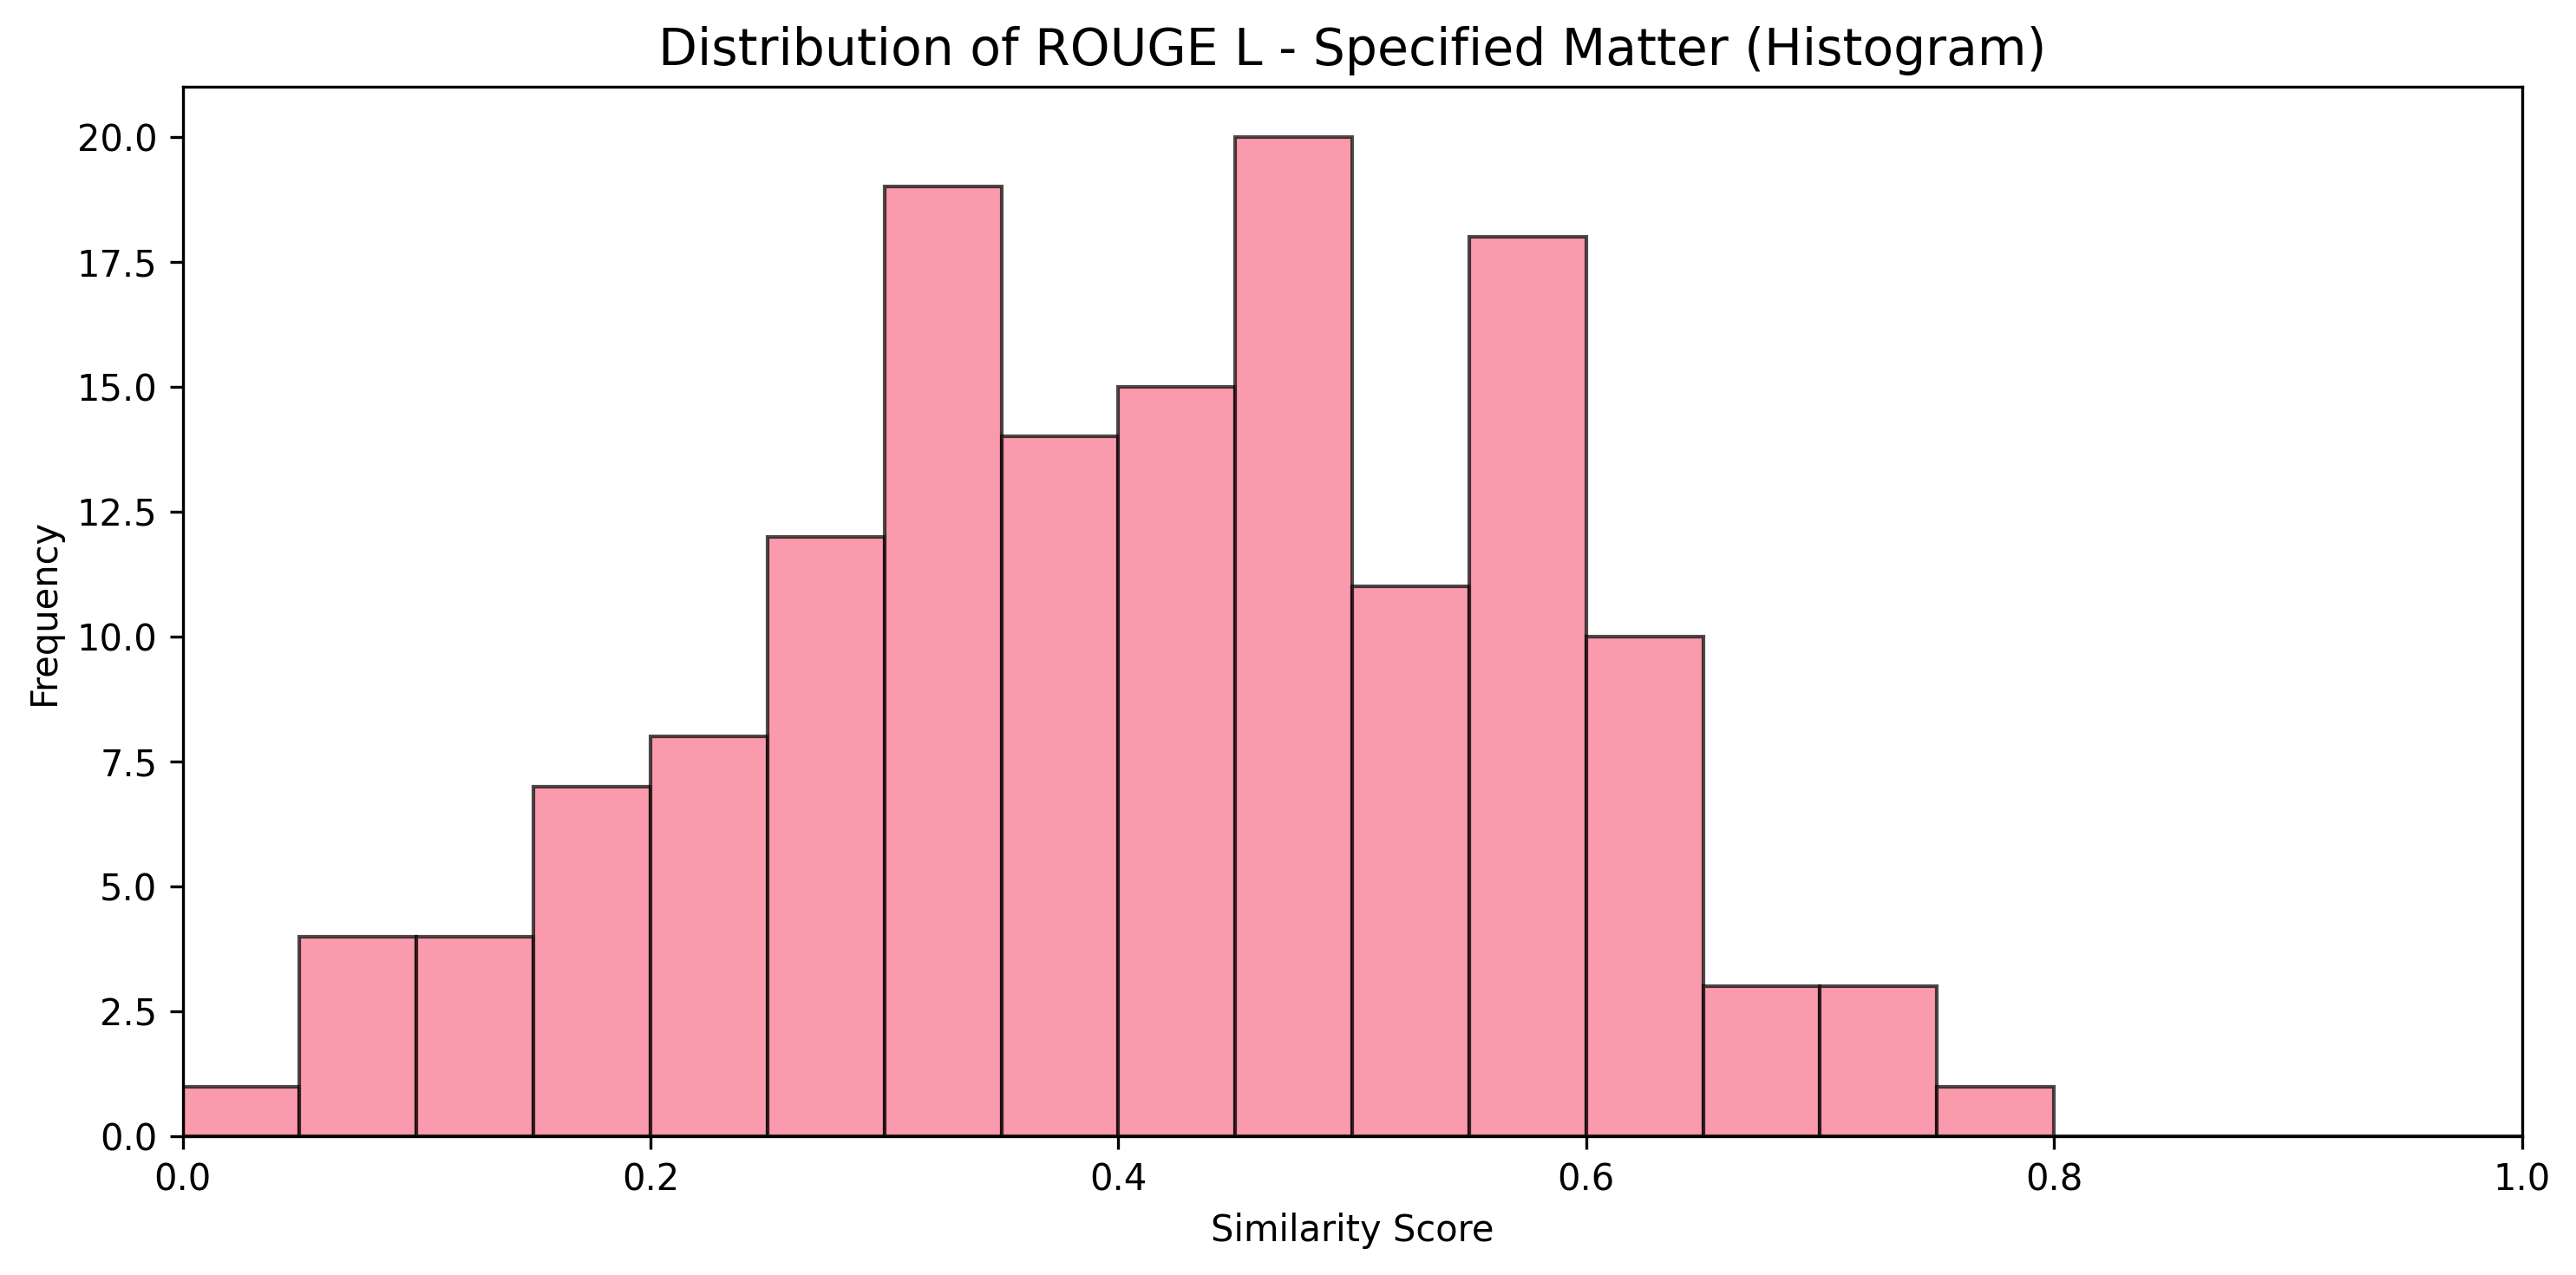 Distribution of ROUGE L - Specified Matter (Histogram)
20.0
17.5
15.0
12.5
10.0
7.5
5.0
2.5
0.0
Frequency
0.0 0.2 0.4 0.6 0.8 1.0
Similarity Score